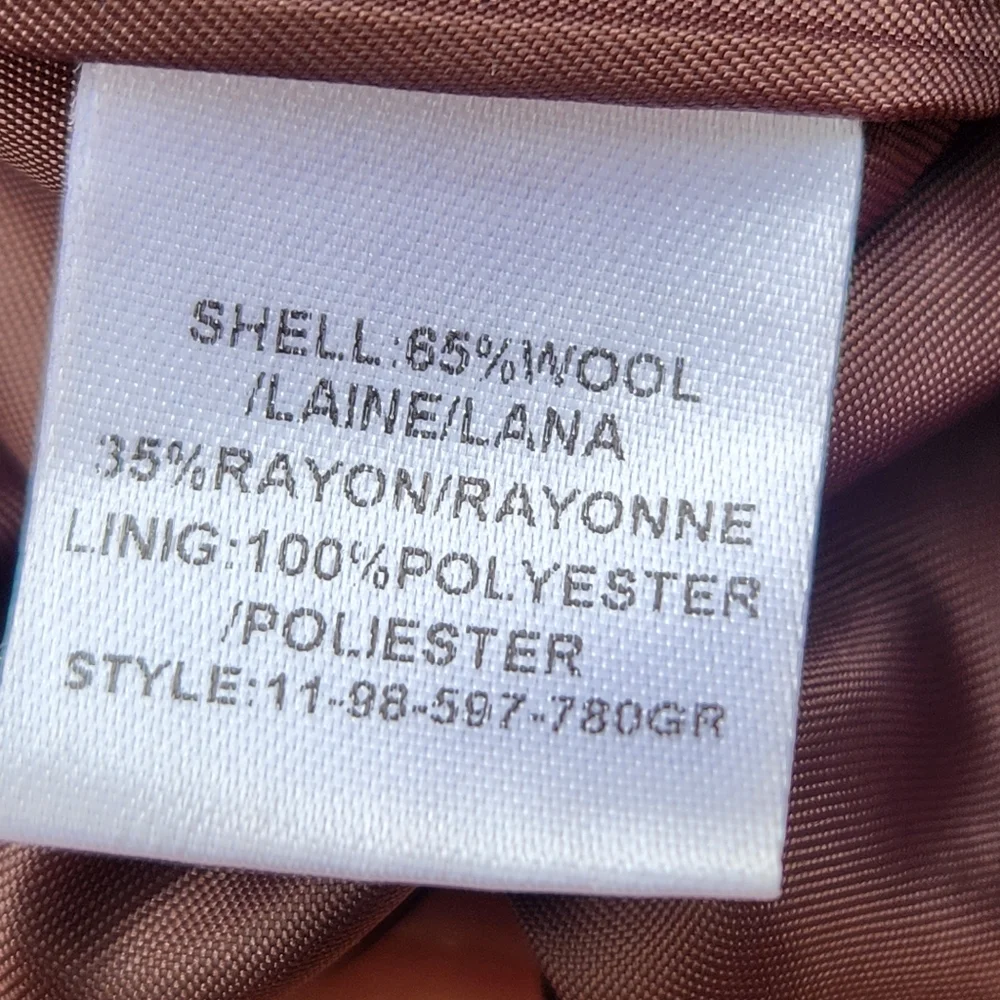 SHELL:65%WOOL
/LAINE/LANA
35%RAYON/RAYONNE
LINIG:100%POLYESTER
/POLIESTER
STYLE:11-98-597-780GR